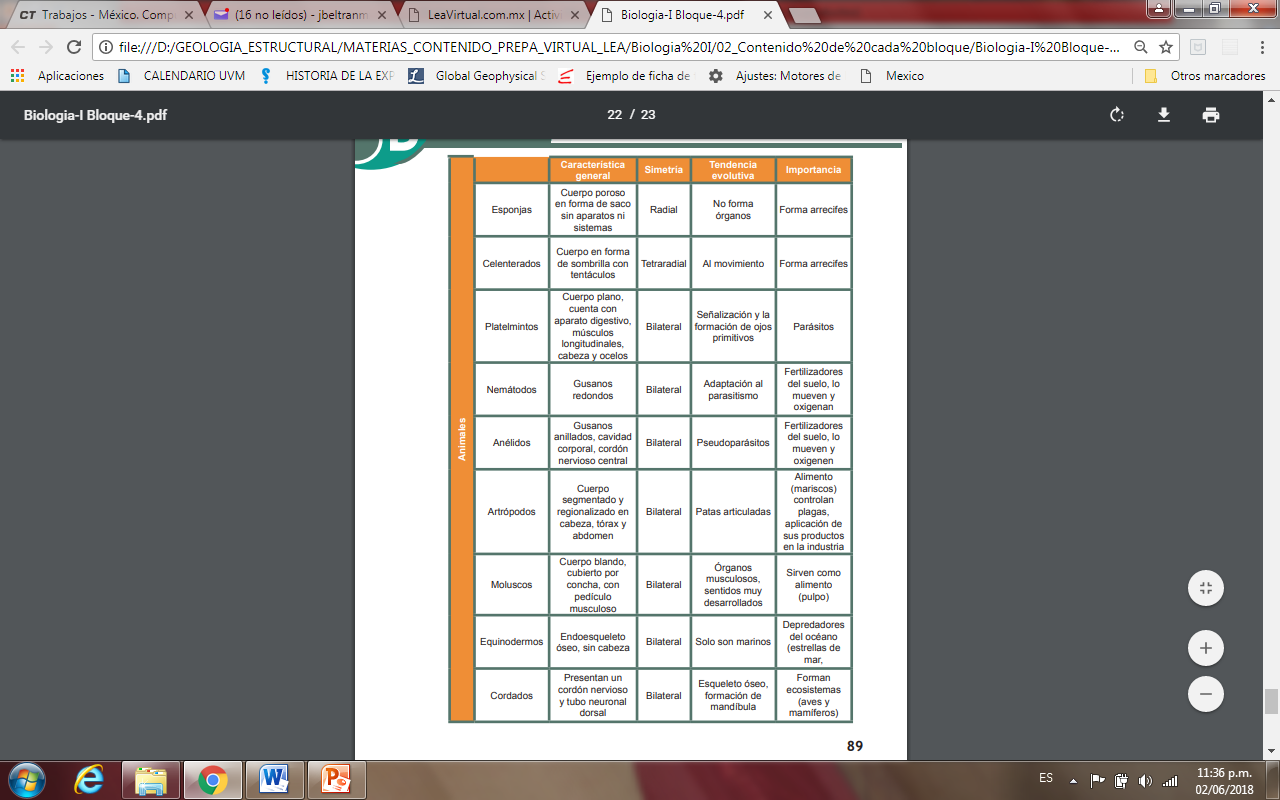 CT Trabajos - México. Comp
(16 no leídos) - jbeltranm
LeaVirtual.com.mx | Activi
Biologia-I Bloque-4.pdf
file:///D:/GEOLOGIA_ESTRUCTURAL/MATERIAS_CONTENIDO_PREPA_VIRTUAL_LEA/Biologia%20I/02_Contenido%20de%20cada%20bloque/Biologia-I%20Bloque-...
Aplicaciones
CALENDARIO UVM
HISTORIA DE LA EXP
Global Geophysical S
Ejemplo de ficha de
Ajustes: Motores de
Mexico
Otros marcadores
Biologia-I Bloque-4.pdf
22 / 23
Característica
general
Simetría
Tendencia
evolutiva
Importancia
Animales
Esponjas
Cuerpo poroso
en forma de saco
sin aparatos ni
sistemas
Radial
No forma
órganos
Forma arrecifes
Celenterados
Cuerpo en forma
de sombrilla con
tentáculos
Tetraradial
Al movimiento
Forma arrecifes
Platelmintos
Cuerpo plano,
cuenta con
aparato digestivo,
músculos
longitudinales,
cabeza y ocelos
Bilateral
Señalización y la
formación de ojos
primitivos
Parásitos
Nemátodos
Gusanos
redondos
Bilateral
Adaptación al
parasitismo
Fertilizadores
del suelo, lo
mueven y
oxigenan
Anélidos
Gusanos
anillados, cavidad
corporal, cordón
nervioso central
Bilateral
Pseudoparásitos
Fertilizadores
del suelo, lo
mueven y
oxigenen
Artrópodos
Cuerpo
segmentado y
regionalizado en
cabeza, tórax y
abdomen
Bilateral
Patas articuladas
Alimento
(mariscos)
controlan
plagas,
aplicación de
sus productos
en la industria
Moluscos
Cuerpo blando,
cubierto por
concha, con
pedículo
musculoso
Bilateral
Órganos
musculosos,
sentidos muy
desarrollados
Sirven como
alimento
(pulpo)
Equinodermos
Endoesqueleto
óseo, sin cabeza
Bilateral
Solo son marinos
Depredadores
del océano
(estrellas de
mar,
Cordados
Presentan un
cordón nervioso
y tubo neuronal
dorsal
Bilateral
Esqueleto óseo,
formación de
mandíbula
Forman
ecosistemas
(aves y
mamíferos)
89
ES
11:36 p.m.
02/06/2018